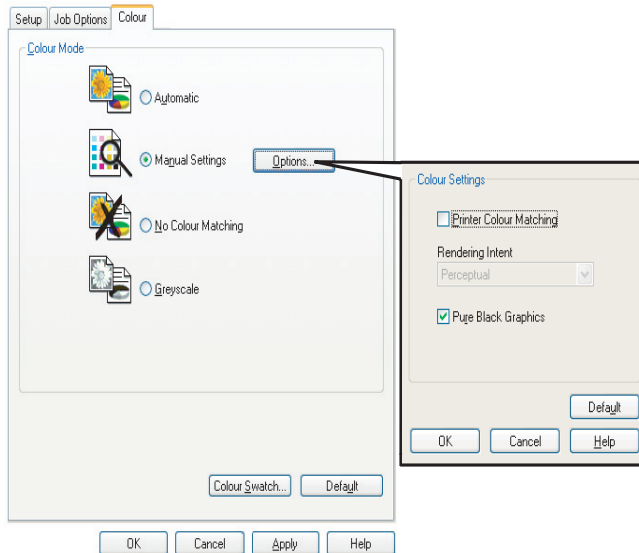 Setup Job Options Colour
Colour Mode
Automatic
Manual Settings Options...
No Colour Matching
Greyscale
Colour Swatch... Default
OK Cancel Apply Help
Colour Settings
Printer Colour Matching
Rendering Intent
Perceptual
Pure Black Graphics
Default
OK Cancel Help